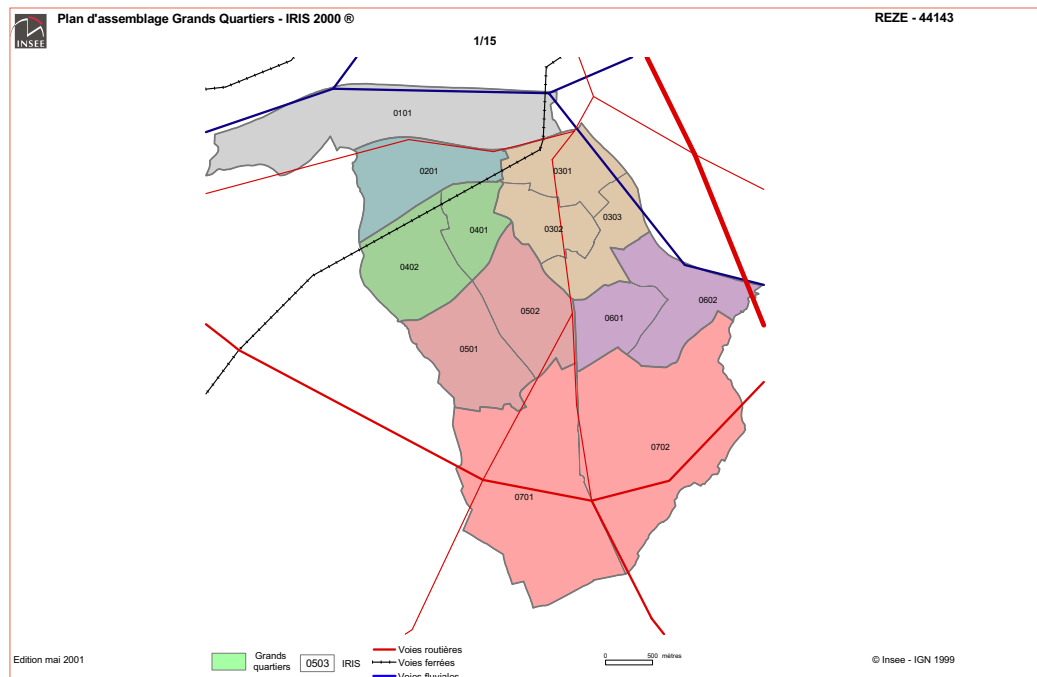 INSEE
Plan d'assemblage Grands Quartiers - IRIS 2000 ®
REZE - 44143
1/15
0101
0201
0301
0303
0302
0401
0402
0502
0501
0601
0602
0702
0701
Edition mai 2001
Grands quartiers
0503 IRIS
Voies routières
Voies ferrées
Voies fluviales
0 500 mètres
© Insee - IGN 1999